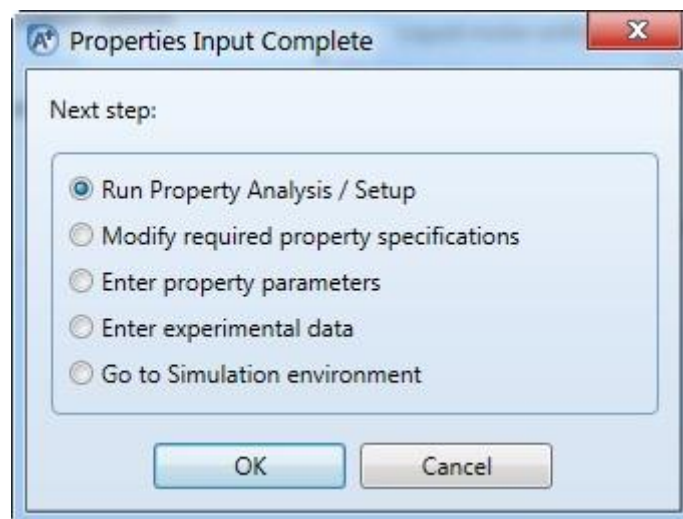 Properties Input Complete
Next step:
Run Property Analysis / Setup
Modify required property specifications
Enter property parameters
Enter experimental data
Go to Simulation environment
OK
Cancel